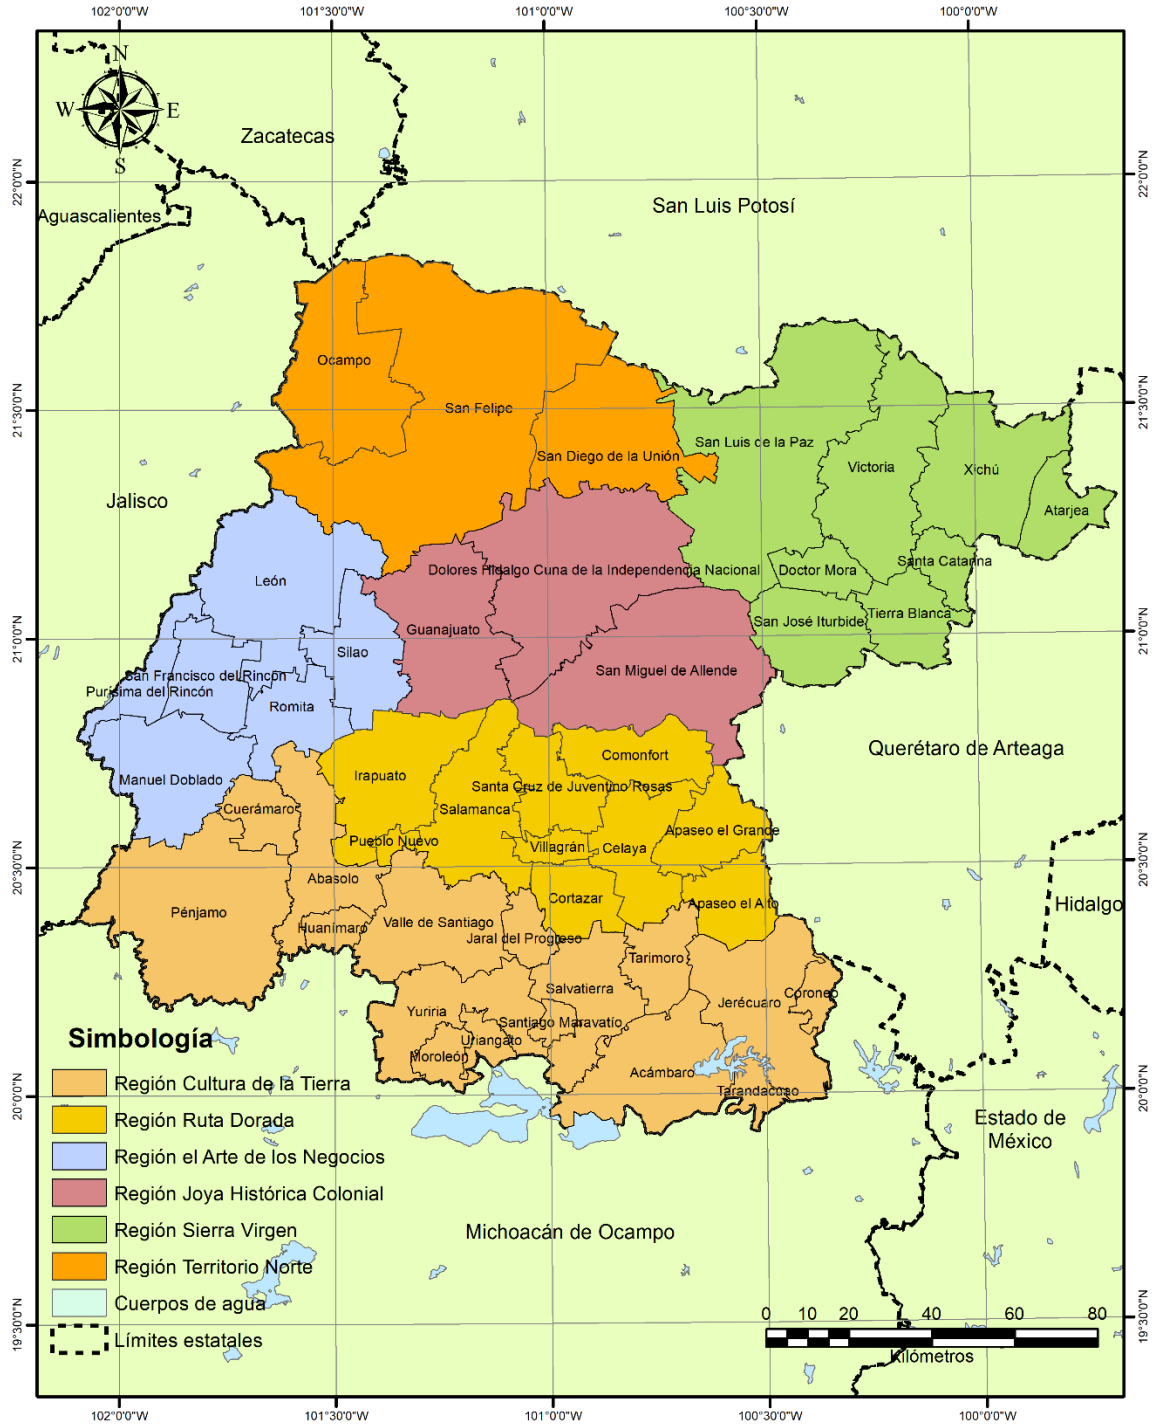 102°0'0"W
101°30'0"W
101°0'0"W
100°30'0"W
100°0'0"W
N
W
E
S
Zacatecas
22°0'0"N
22°0'0"N
San Luis Potosí
Aguascalientes
Ocampo
San Felipe
21°30'0"N
21°30'0"N
San Luis de la Paz
San Diego de la Unión
Victoria
Xichú
Jalisco
Atarjea
León
Dolores Hidalgo Cuna de la Independencia Nacional
Doctor Mora
Santa Catarina
Tierra Blanca
San José Iturbide
Guanajuato
21°0'0"N
21°0'0"N
Silao
San Miguel de Allende
San Francisco del Rincón
Purísima del Rincón
Romita
Querétaro de Arteaga
Comonfort
Irapuato
Manuel Doblado
Santa Cruz de Juventino Rosas
Cuerámaro
Salamanca
Apaseo el Grande
Pueblo Nuevo
Villagrán
Celaya
20°30'0"N
20°30'0"N
Abasolo
Cortazar
Apaseo el Alto
Hidalgo
Pénjamo
Huanímaro
Valle de Santiago
Jaral del Progreso
Tarimoro
Salvatierra
Jerécuaro
Coroneo
Yuriria
Santiago Maravatío
Uriangato
Moroleón
Acámbaro
Tarandacuao
20°0'0"N
20°0'0"N
Estado de
México
Michoacán de Ocampo
Simbología
Región Cultura de la Tierra
Región Ruta Dorada
Región el Arte de los Negocios
Región Joya Histórica Colonial
Región Sierra Virgen
Región Territorio Norte
Cuerpos de agua
Límites estatales
19°30'0"N
19°30'0"N
0 10 20 40 60 80
Kilómetros
102°0'0"W
101°30'0"W
101°0'0"W
100°30'0"W
100°0'0"W